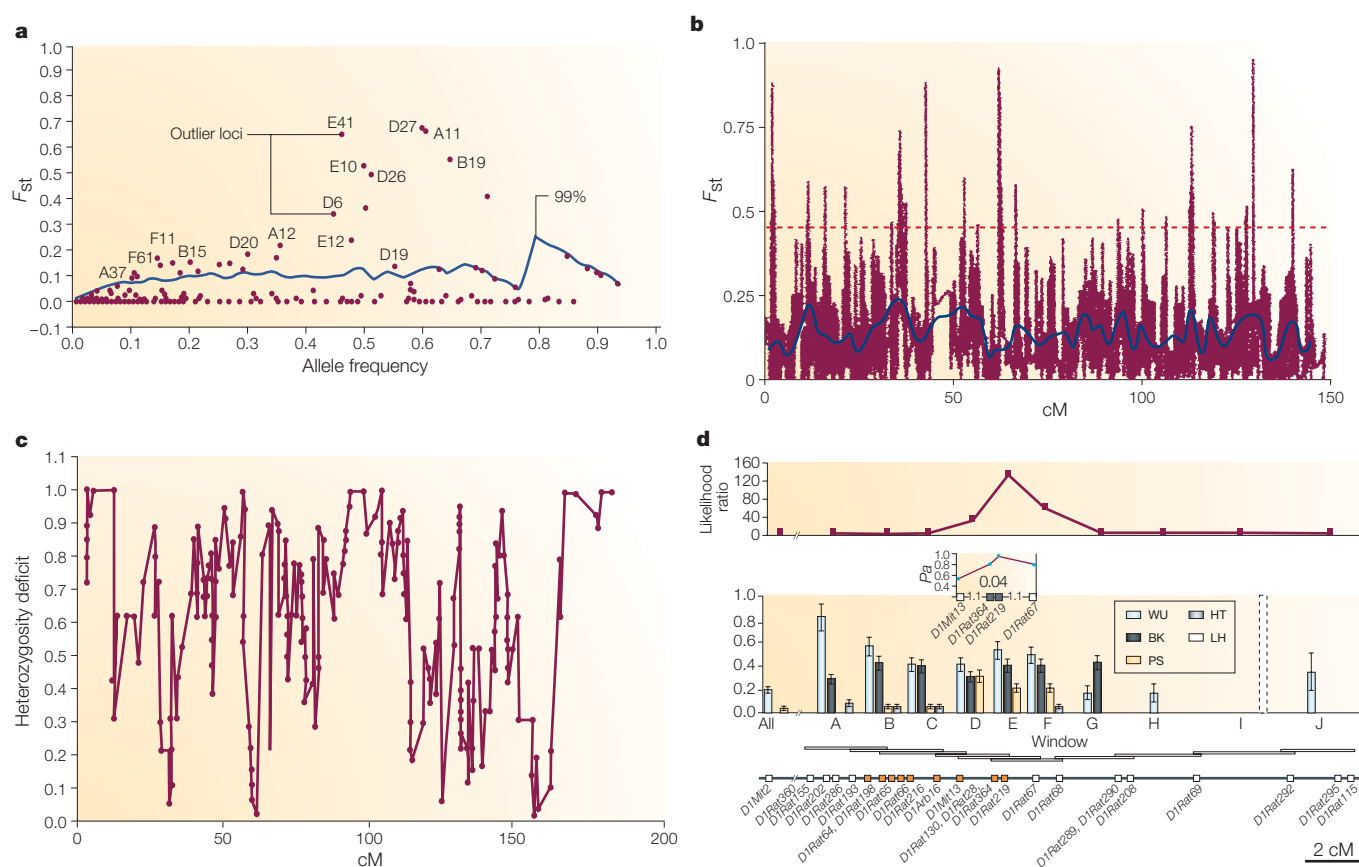 a
1.0
0.9
0.8
0.7
0.6
0.5
0.4
0.3
0.2
0.1
0.0
–0.1
Fst
Outlier loci
E41
D27
A11
B19
E10
D26
D6
99%
E12
A12
D20
F11
B15
F61
A37
D19
0.0 0.1 0.2 0.3 0.4 0.5 0.6 0.7 0.8 0.9 1.0
Allele frequency
b
1.0
0.75
0.5
0.25
0
Fst
0 50 100 150
cM
c
1.1
1.0
0.9
0.8
0.7
0.6
0.5
0.4
0.3
0.2
0.1
0.0
Heterozygosity deficit
0 50 100 150 200
cM
d
160
120
80
40
0
Likelihood
ratio
Pa
1.0
0.8
0.6
0.4
0.04
1.1 1.1
D1Mit13
D1Rat364
D1Rat219
D1Rat67
1.0
0.8
0.6
0.4
0.2
0.0
WU HT
BK LH
PS
All A B C D E F G H I J
Window
D1Mit2
D1Rat360
D1Rat155
D1Rat202
D1Rat286
D1Rat193
D1Rat64, D1Rat198
D1Rat65
D1Rat66
D1Rat216
D1Arb16
D1Mit13
D1Rat130, D1Rat28
D1Rat364
D1Rat219
D1Rat67
D1Rat68
D1Rat289, D1Rat290
D1Rat208
D1Rat69
D1Rat292
D1Rat295
D1Rat115
2 cM